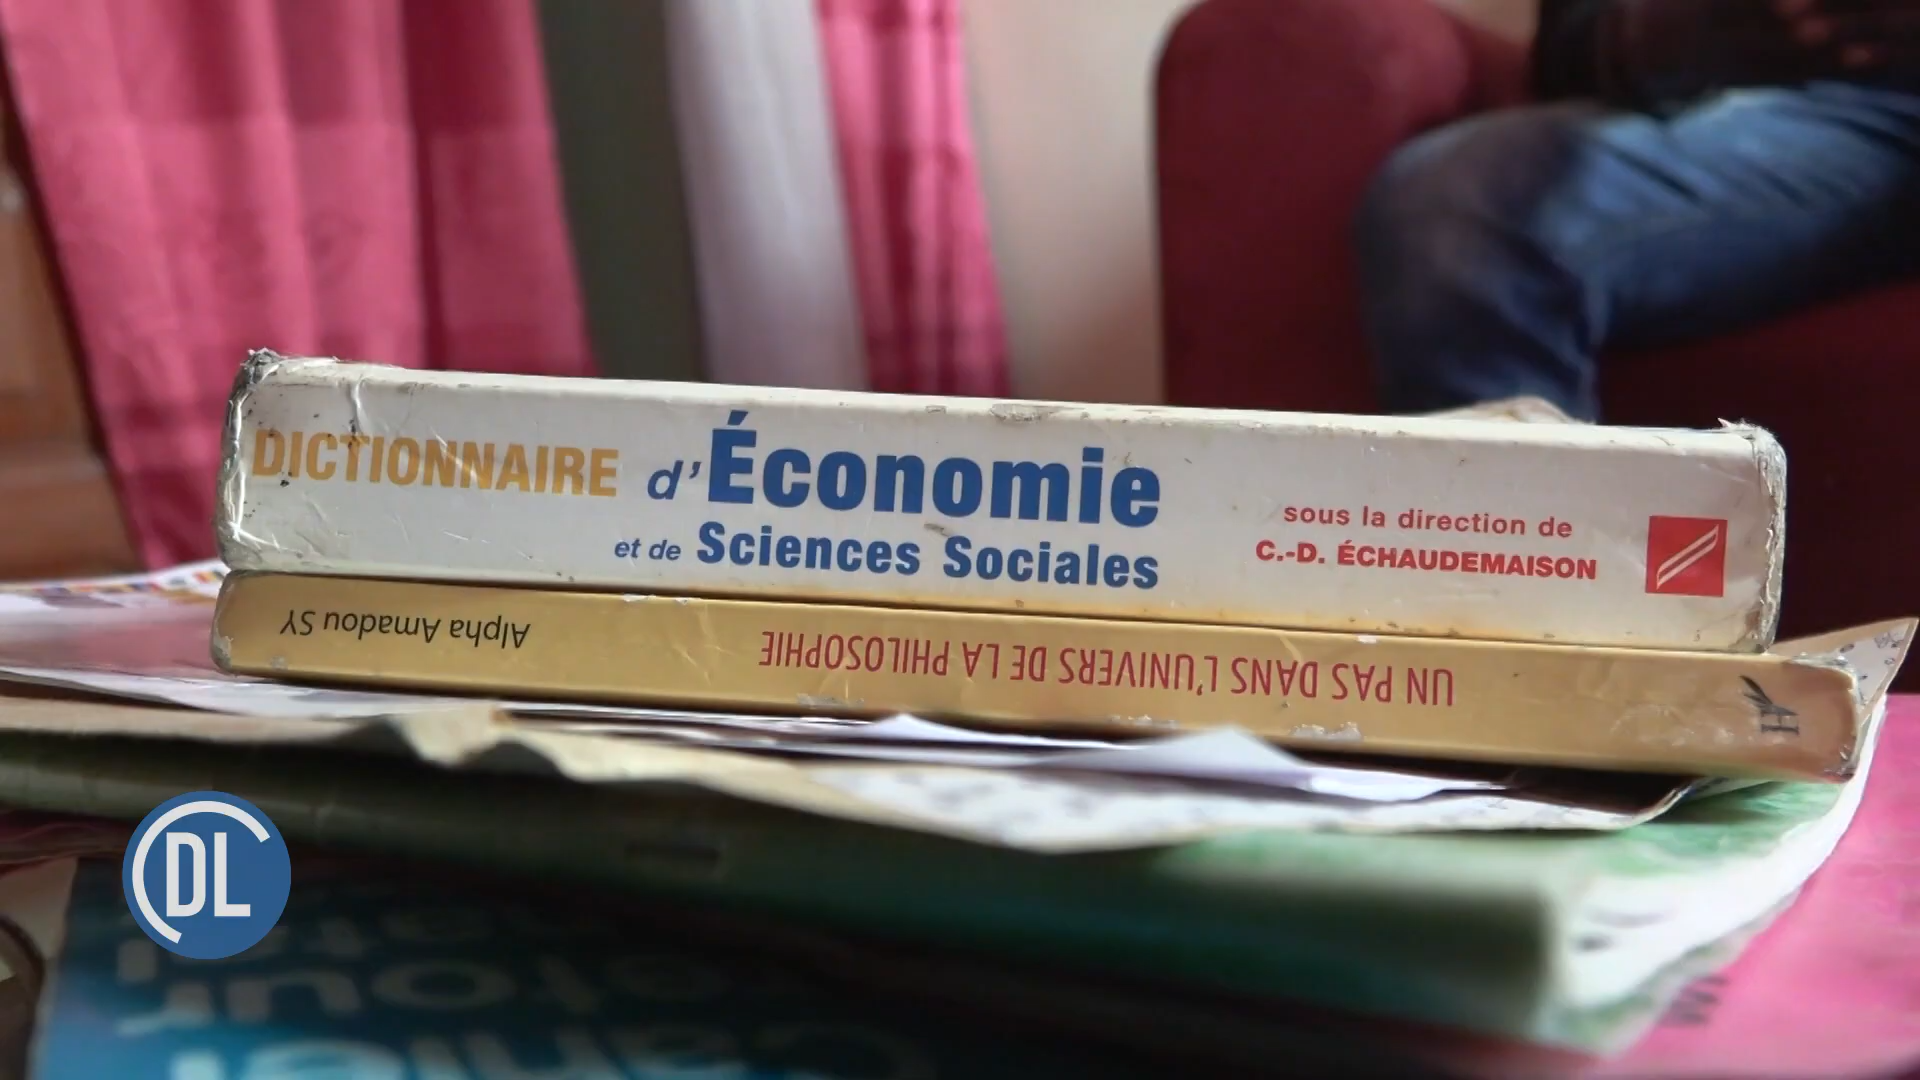 DICTIONNAIRE d'Économie
et de Sciences Sociales
sous la direction de
C.-D. ÉCHAUDEMAISON
UN PAS DANS L'UNIVERS DE LA PHILOSOPHIE
Alpha Amadou SY
DL